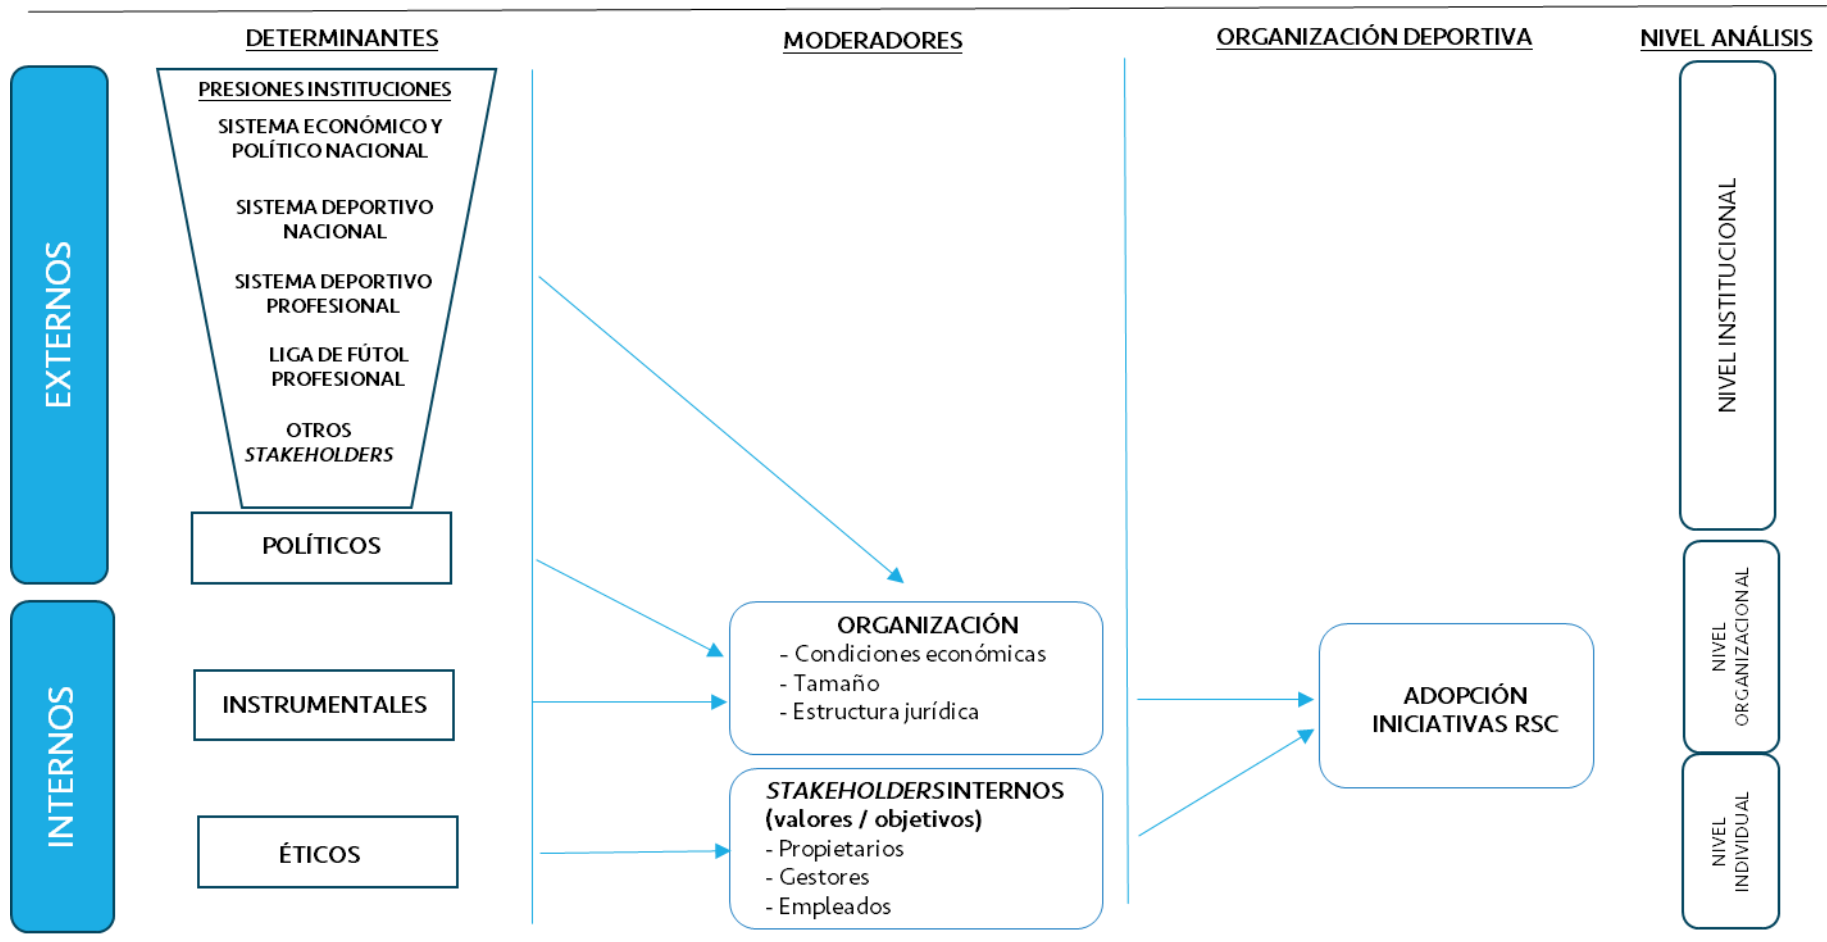 DETERMINANTES
MODERADORES
ORGANIZACIÓN DEPORTIVA
NIVEL ANÁLISIS
EXTERNOS
PRESIONES INSTITUCIONES
SISTEMA ECONÓMICO Y
POLÍTICO NACIONAL
SISTEMA DEPORTIVO
NACIONAL
SISTEMA DEPORTIVO
PROFESIONAL
LIGA DE FÚTOL
PROFESIONAL
OTROS
STAKEHOLDERS
POLÍTICOS
INTERNOS
INSTRUMENTALES
ÉTICOS
ORGANIZACIÓN
- Condiciones económicas
- Tamaño
- Estructura jurídica
STAKEHOLDERS INTERNOS
(valores / objetivos)
- Propietarios
- Gestores
- Empleados
ADOPCIÓN
INICIATIVAS RSC
NIVEL INSTITUCIONAL
NIVEL
ORGANIZACIONAL
NIVEL
INDIVIDUAL